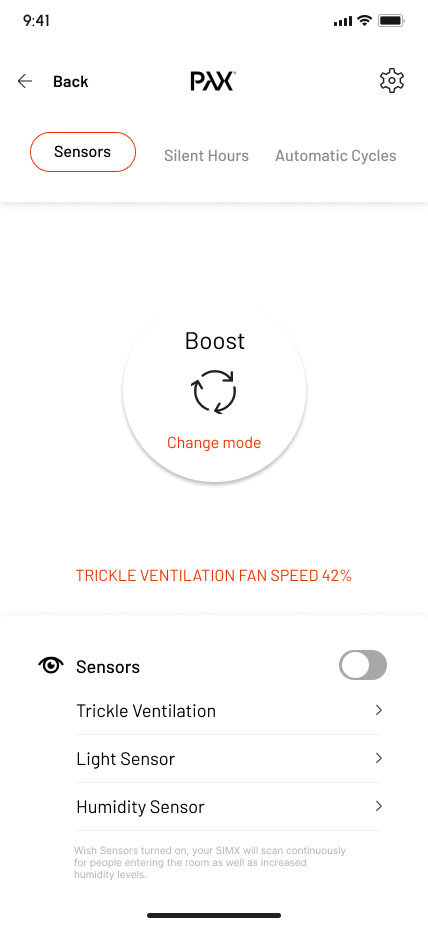 9:41
Back
PAX
Sensors
Silent Hours
Automatic Cycles
Boost
Change mode
TRICKLE VENTILATION FAN SPEED 42%
Sensors
Trickle Ventilation
Light Sensor
Humidity Sensor
Wish Sensors turned on, your SIMX will scan continuously
for people entering the room as well as increased
humidity levels.